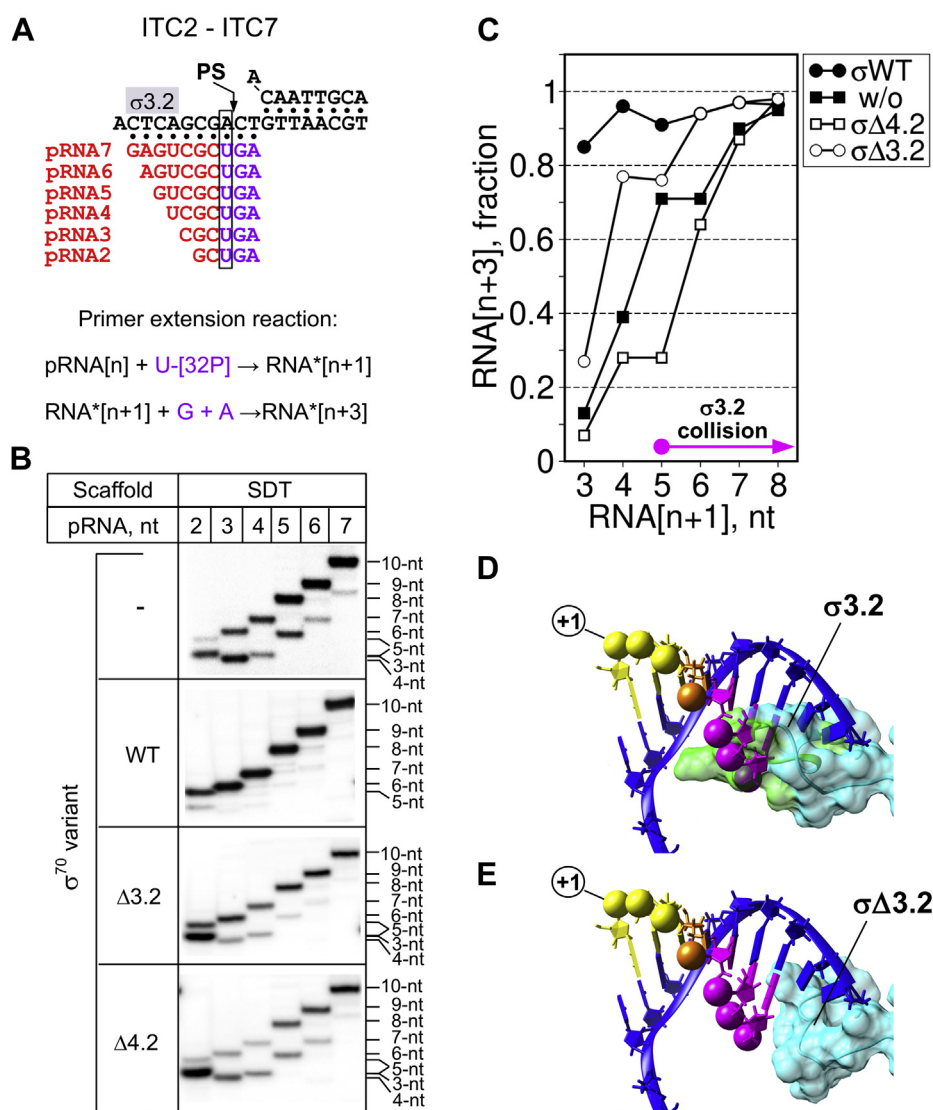 A
ITC2 - ITC7
PS
A
σ3.2
CAATTGCA
ACTCAGCGACTGTTAACGT
pRNA7 GAGUCGCUGA
pRNA6 AGUCGCUGA
pRNA5 GUCGCUGA
pRNA4 UCGCUGA
pRNA3 CGCUGA
pRNA2 GCUGA
Primer extension reaction:
pRNA[n] + U-[32P] → RNA*[n+1]
RNA*[n+1] + G + A →RNA*[n+3]
B
Scaffold SDT
pRNA, nt 2 3 4 5 6 7
σ70 variant
-
10-nt
9-nt
8-nt
7-nt
6-nt
5-nt
3-nt
4-nt
WT
10-nt
9-nt
8-nt
7-nt
6-nt
5-nt
Δ3.2
10-nt
9-nt
8-nt
7-nt
6-nt
5-nt
3-nt
4-nt
Δ4.2
10-nt
9-nt
8-nt
7-nt
6-nt
5-nt
3-nt
4-nt
C
RNA[n+3], fraction
1
0.8
0.6
0.4
0.2
0
3 4 5 6 7 8
RNA[n+1], nt
σ3.2
collision
σWT
w/o
σΔ4.2
σΔ3.2
D
+1
σ3.2
E
+1
σΔ3.2